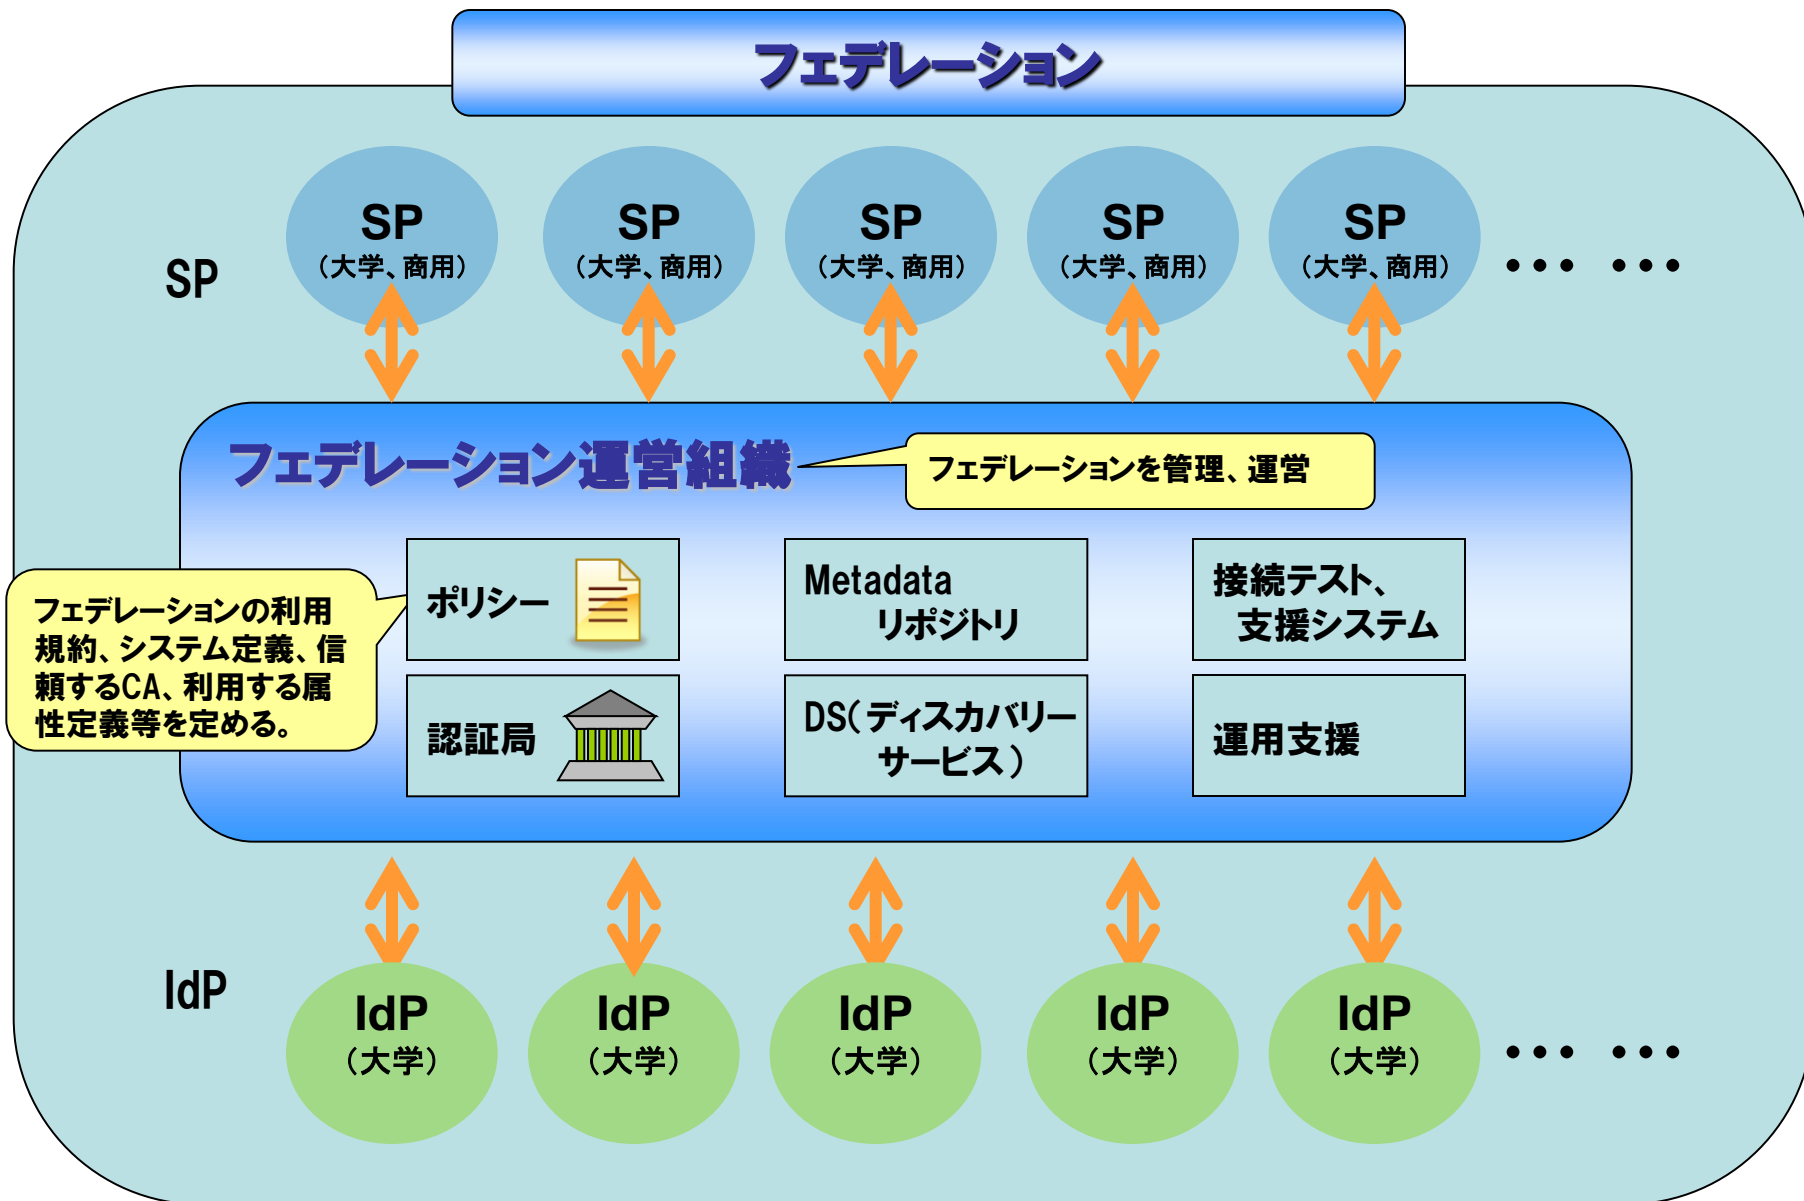 フェデレーション
SP
SP
(大学、商用)
SP
(大学、商用)
SP
(大学、商用)
SP
(大学、商用)
SP
(大学、商用)
・・・ ・・・
フェデレーション運営組織
フェデレーションを管理、運営
フェデレーションの利用
規約、システム定義、信
頼するCA、利用する属
性定義等を定める。
ポリシー
Metadata
リポジトリ
接続テスト、
支援システム
認証局
DS(ディスカバリー
サービス)
運用支援
IdP
IdP
(大学)
IdP
(大学)
IdP
(大学)
IdP
(大学)
IdP
(大学)
・・・ ・・・